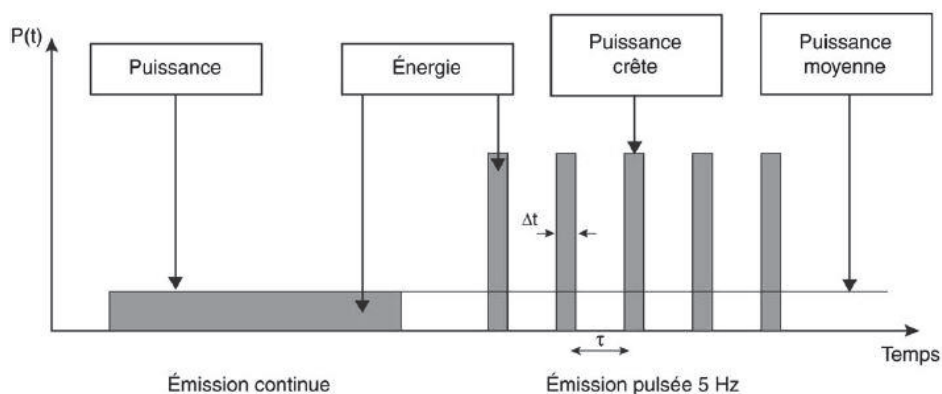 P(t)
Puissance
Énergie
Puissance
crête
Puissance
moyenne
Δt
τ
Temps
Émission continue
Émission pulsée 5 Hz